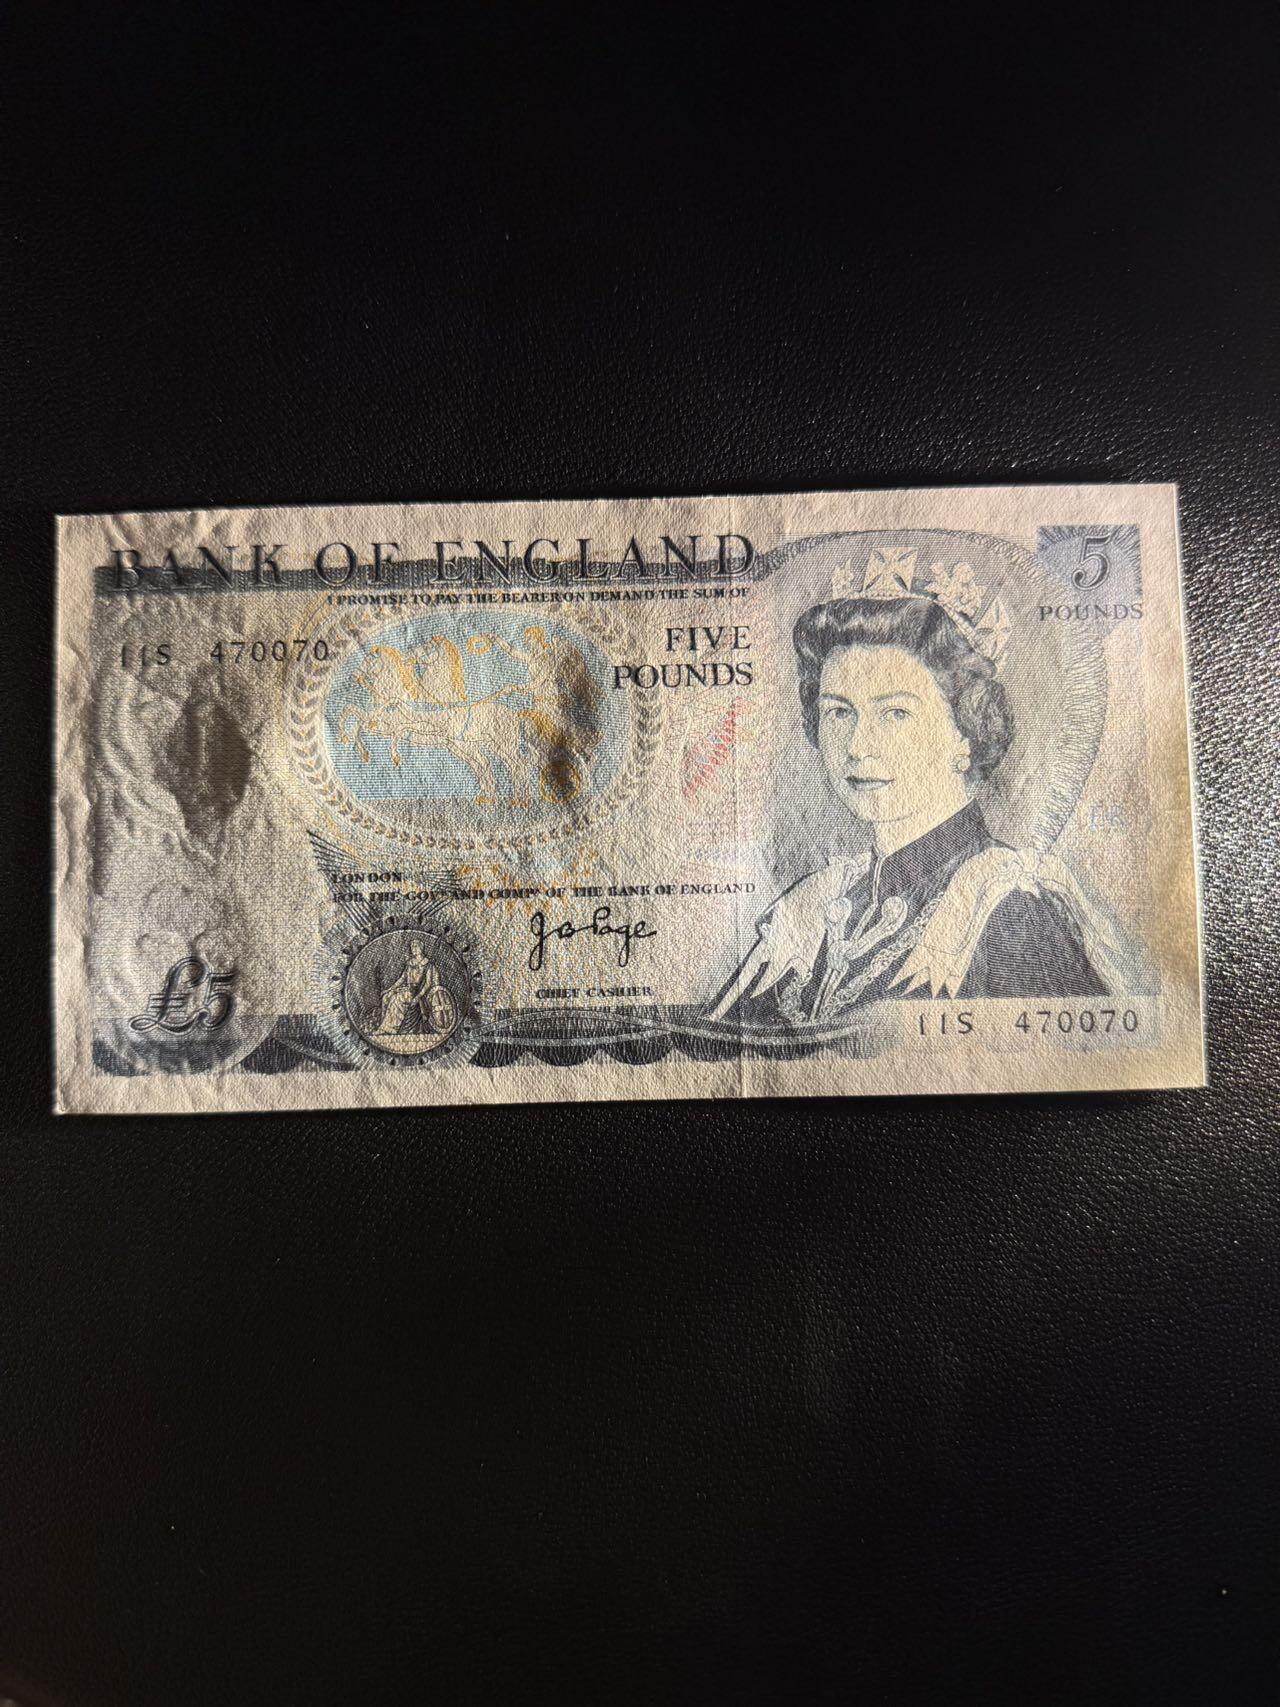 BANK OF ENGLAND
I PROMISE TO PAY THE BEARER ON DEMAND THE SUM OF
5
POUNDS
11S 470070
FIVE
POUNDS
LONDON
FOR THE GOVR AND COMPA OF THE BANK OF ENGLAND
J B Page
CHIEF CASHIER
£5
11S 470070